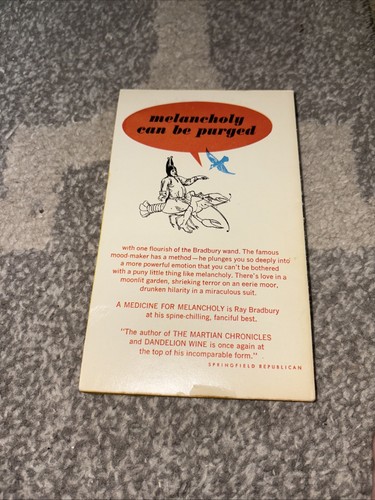 melancholy
can be purged
with one flourish of the Bradbury wand. The famous
mood-maker has a method—he plunges you so deeply into
a more powerful emotion that you can't be bothered
with a puny little thing like melancholy. There's love in a
moonlit garden, shrieking terror on an eerie moor,
drunken hilarity in a miraculous suit.
A MEDICINE FOR MELANCHOLY is Ray Bradbury
at his spine-chilling, fanciful best.
"The author of THE MARTIAN CHRONICLES
and DANDELION WINE is once again at
the top of his incomparable form."
SPRINGFIELD REPUBLICAN